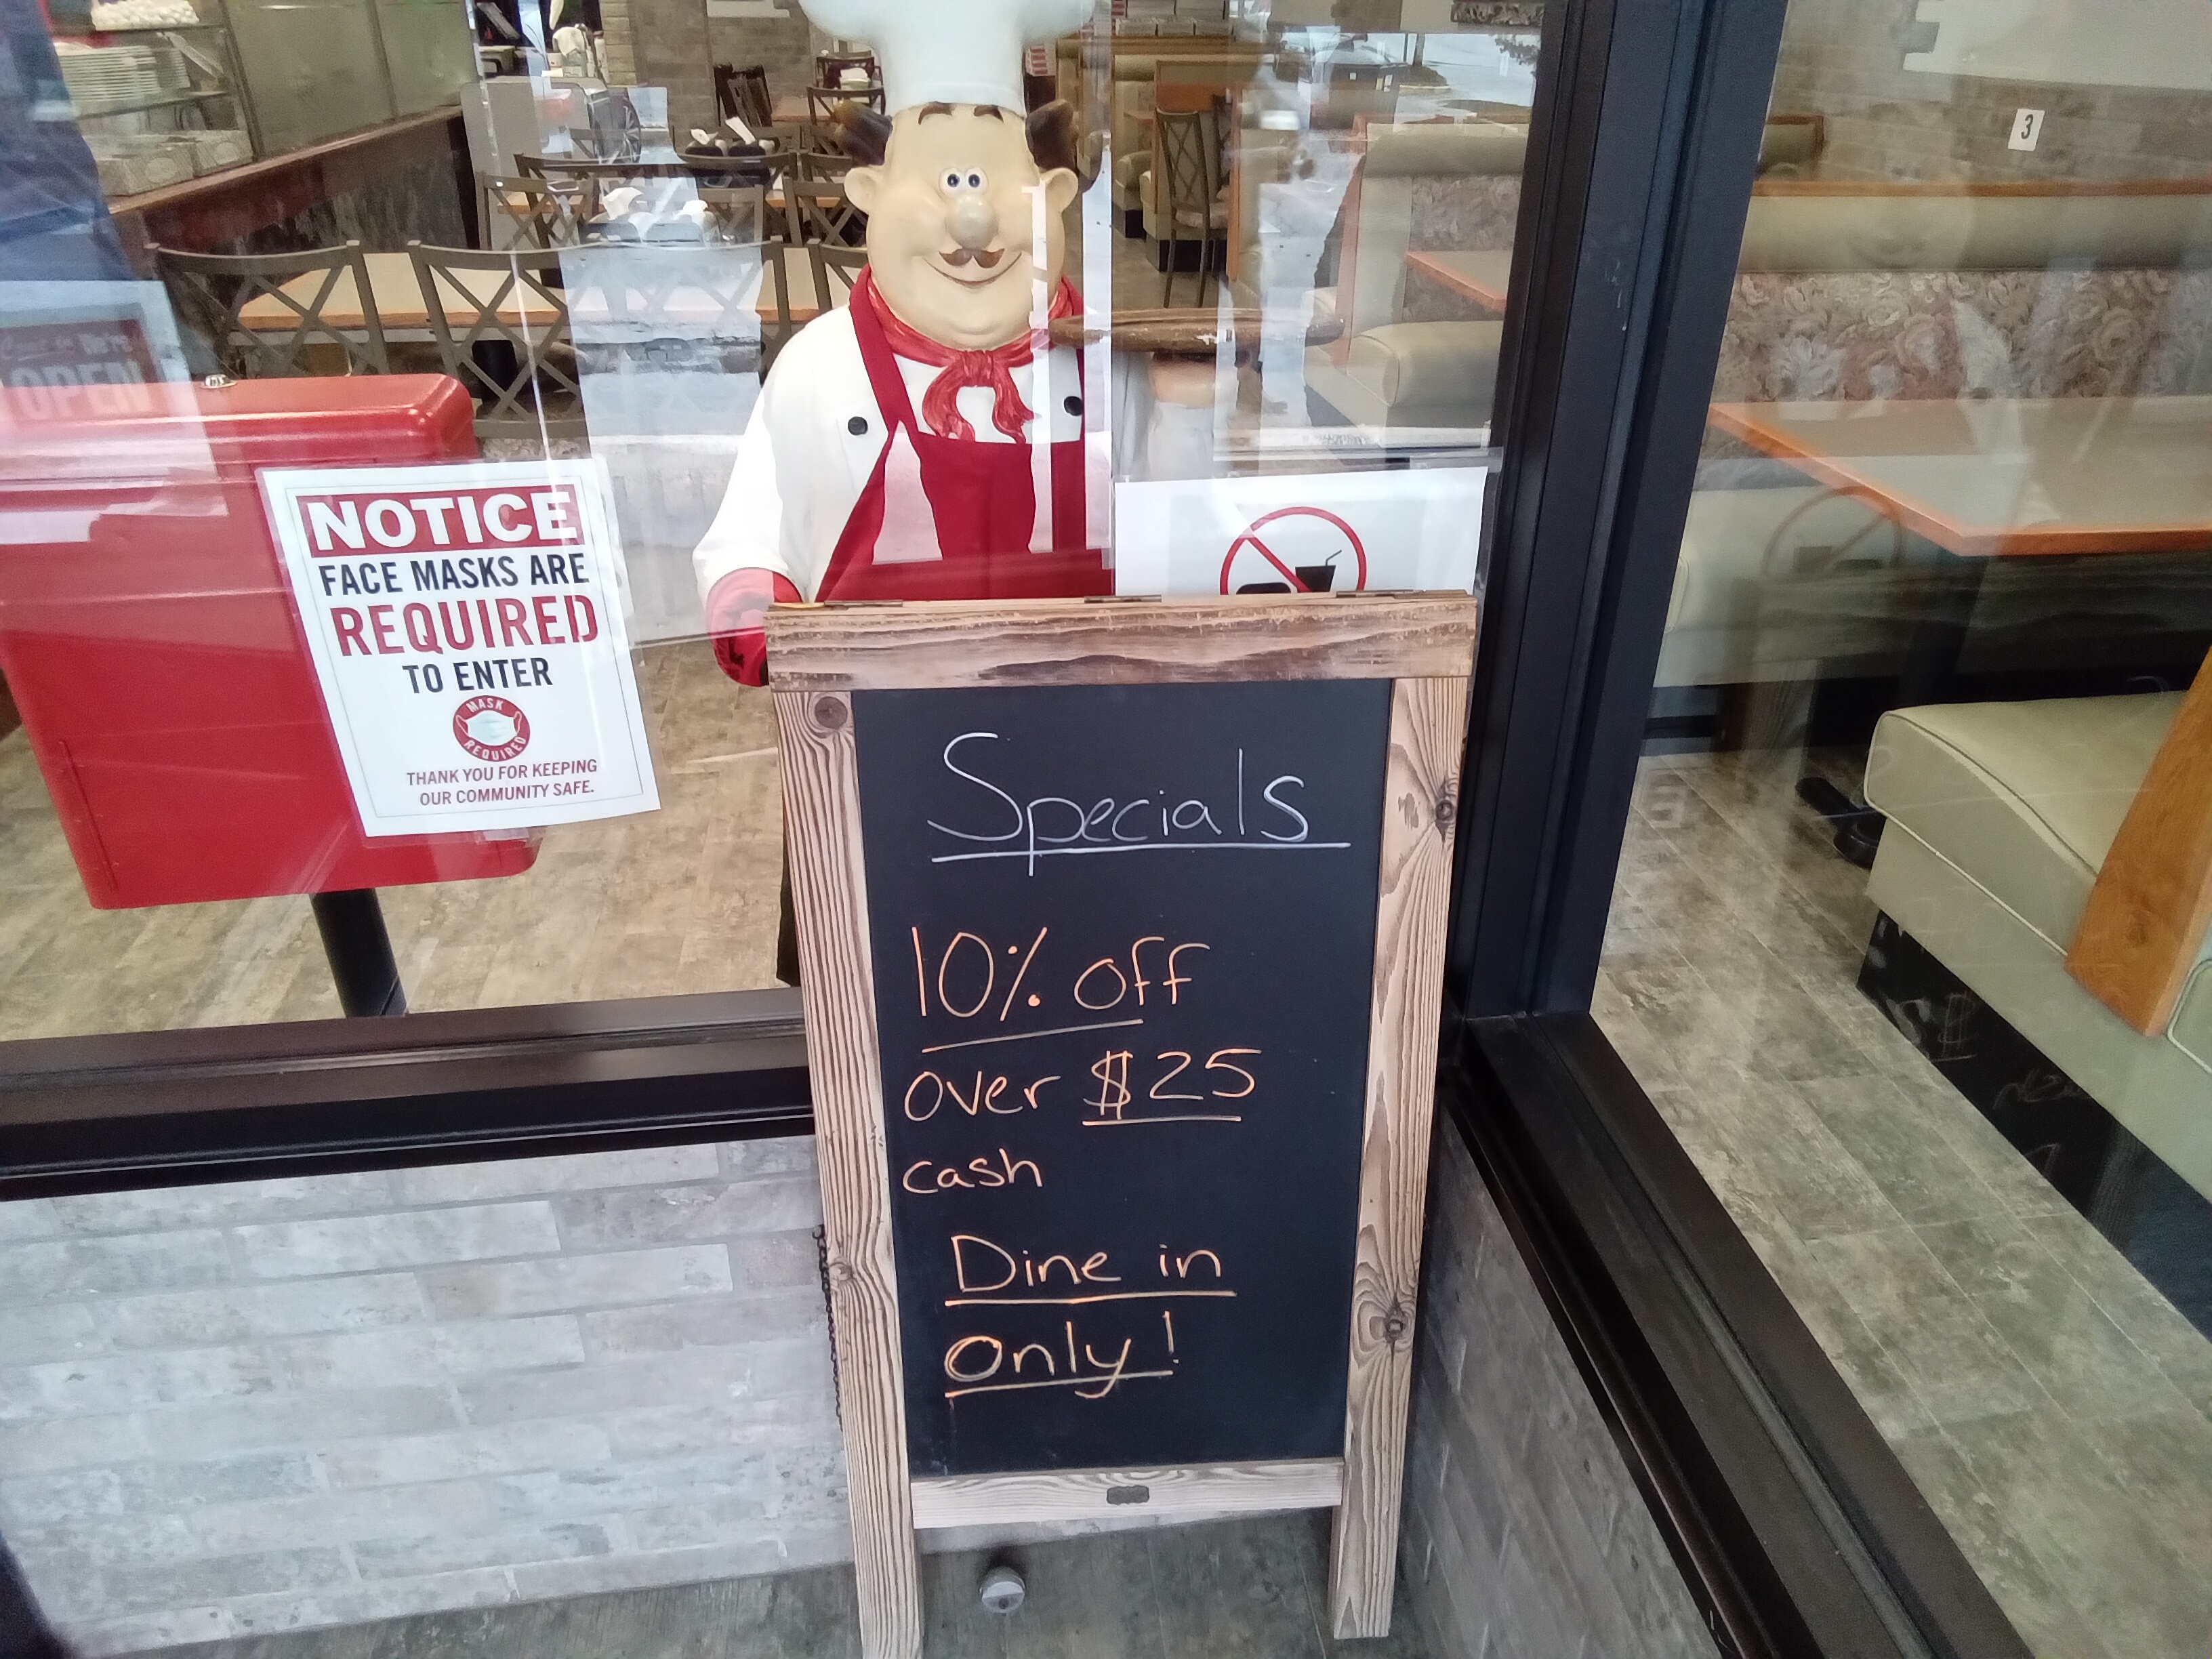 3
OPEN
NOTICE
FACE MASKS ARE
REQUIRED
TO ENTER
MASK
REQUIRED
THANK YOU FOR KEEPING
OUR COMMUNITY SAFE.
Specials
10% off
over $25
cash
Dine in
Only!